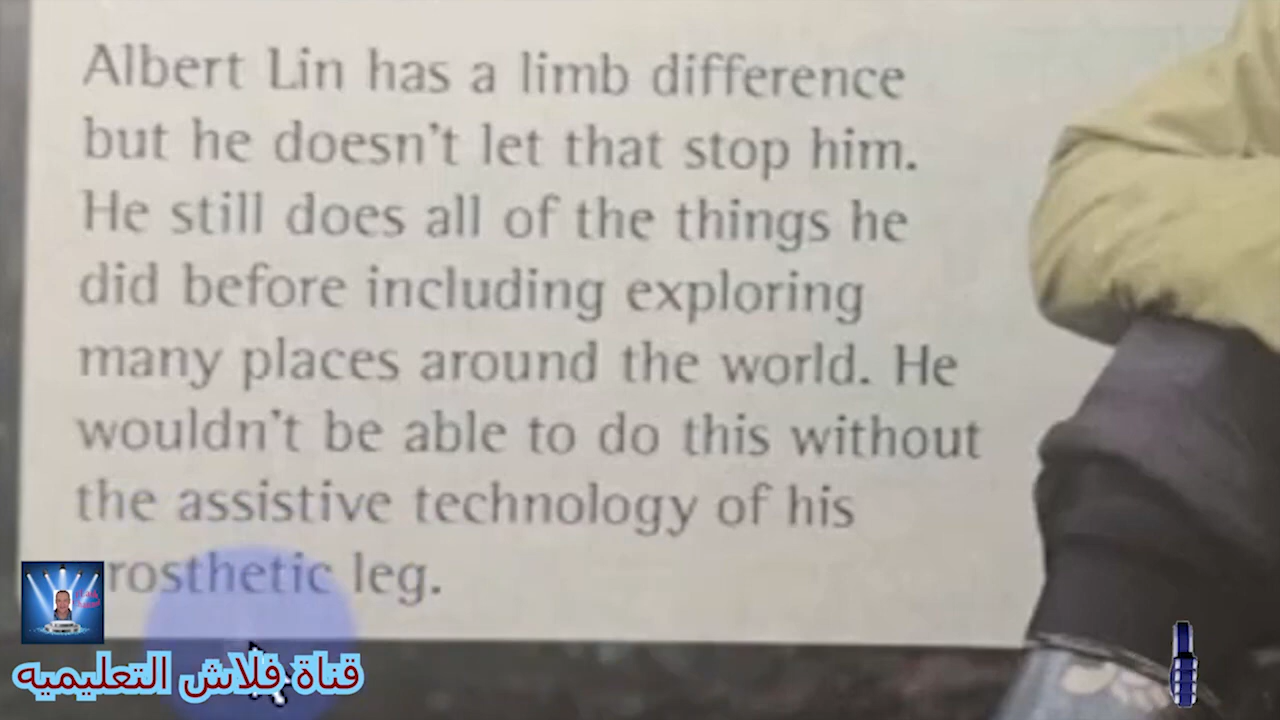 Albert Lin has a limb difference
but he doesn't let that stop him.
He still does all of the things he
did before including exploring
many places around the world. He
wouldn't be able to do this without
the assistive technology of his
rosthetic leg.
قناة قلاش التعليميه